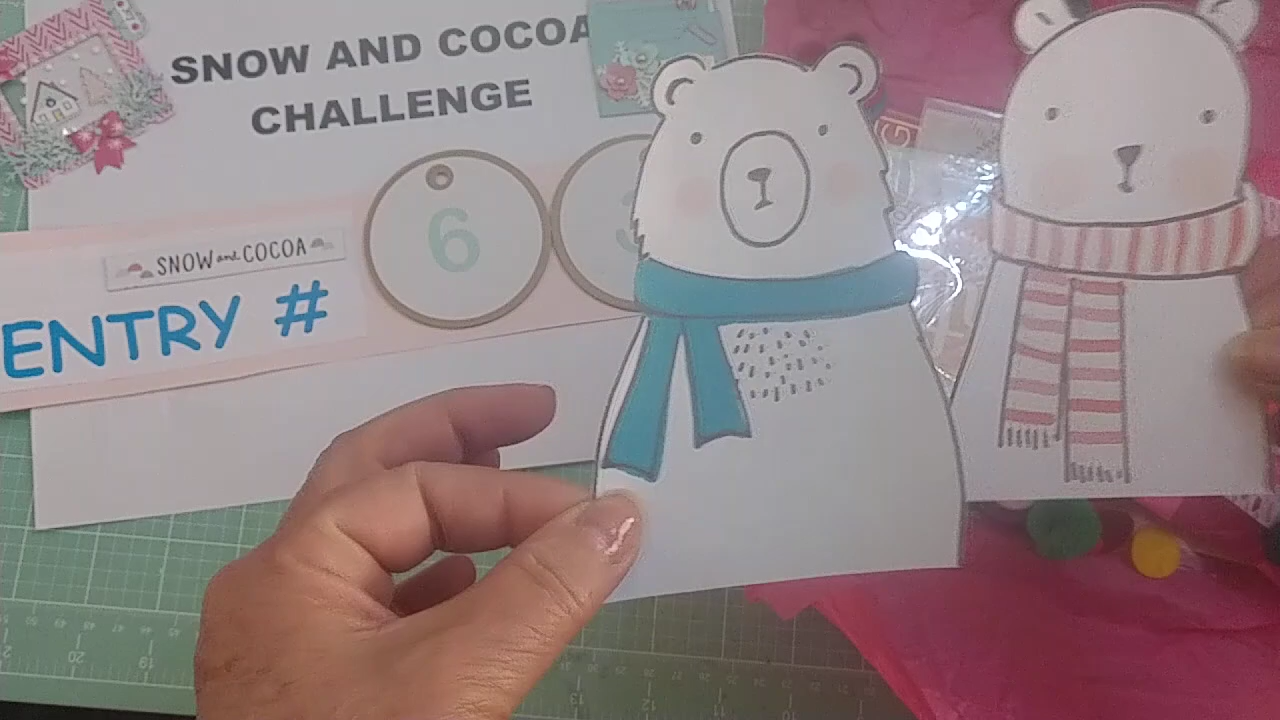 SNOW AND COCOA
CHALLENGE
SNOW and COCOA
ENTRY #
6